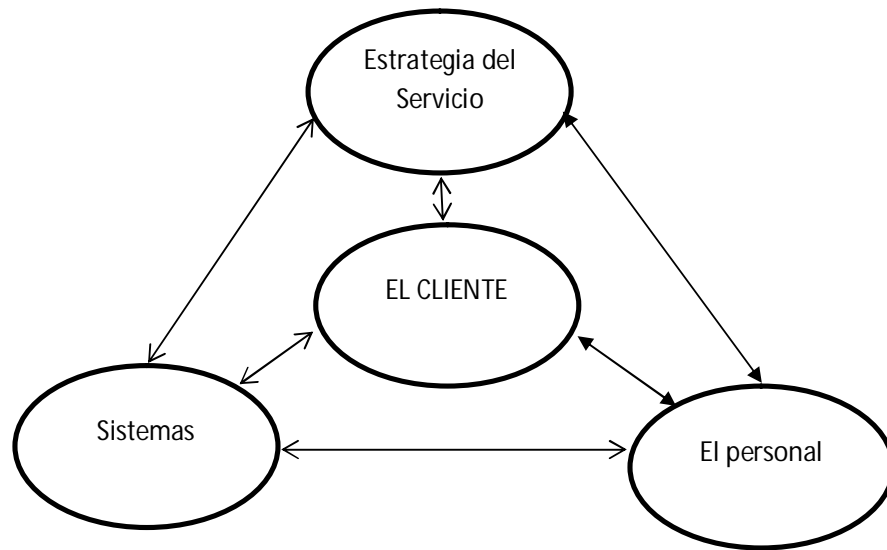 Estrategia del
Servicio
EL CLIENTE
Sistemas
El personal